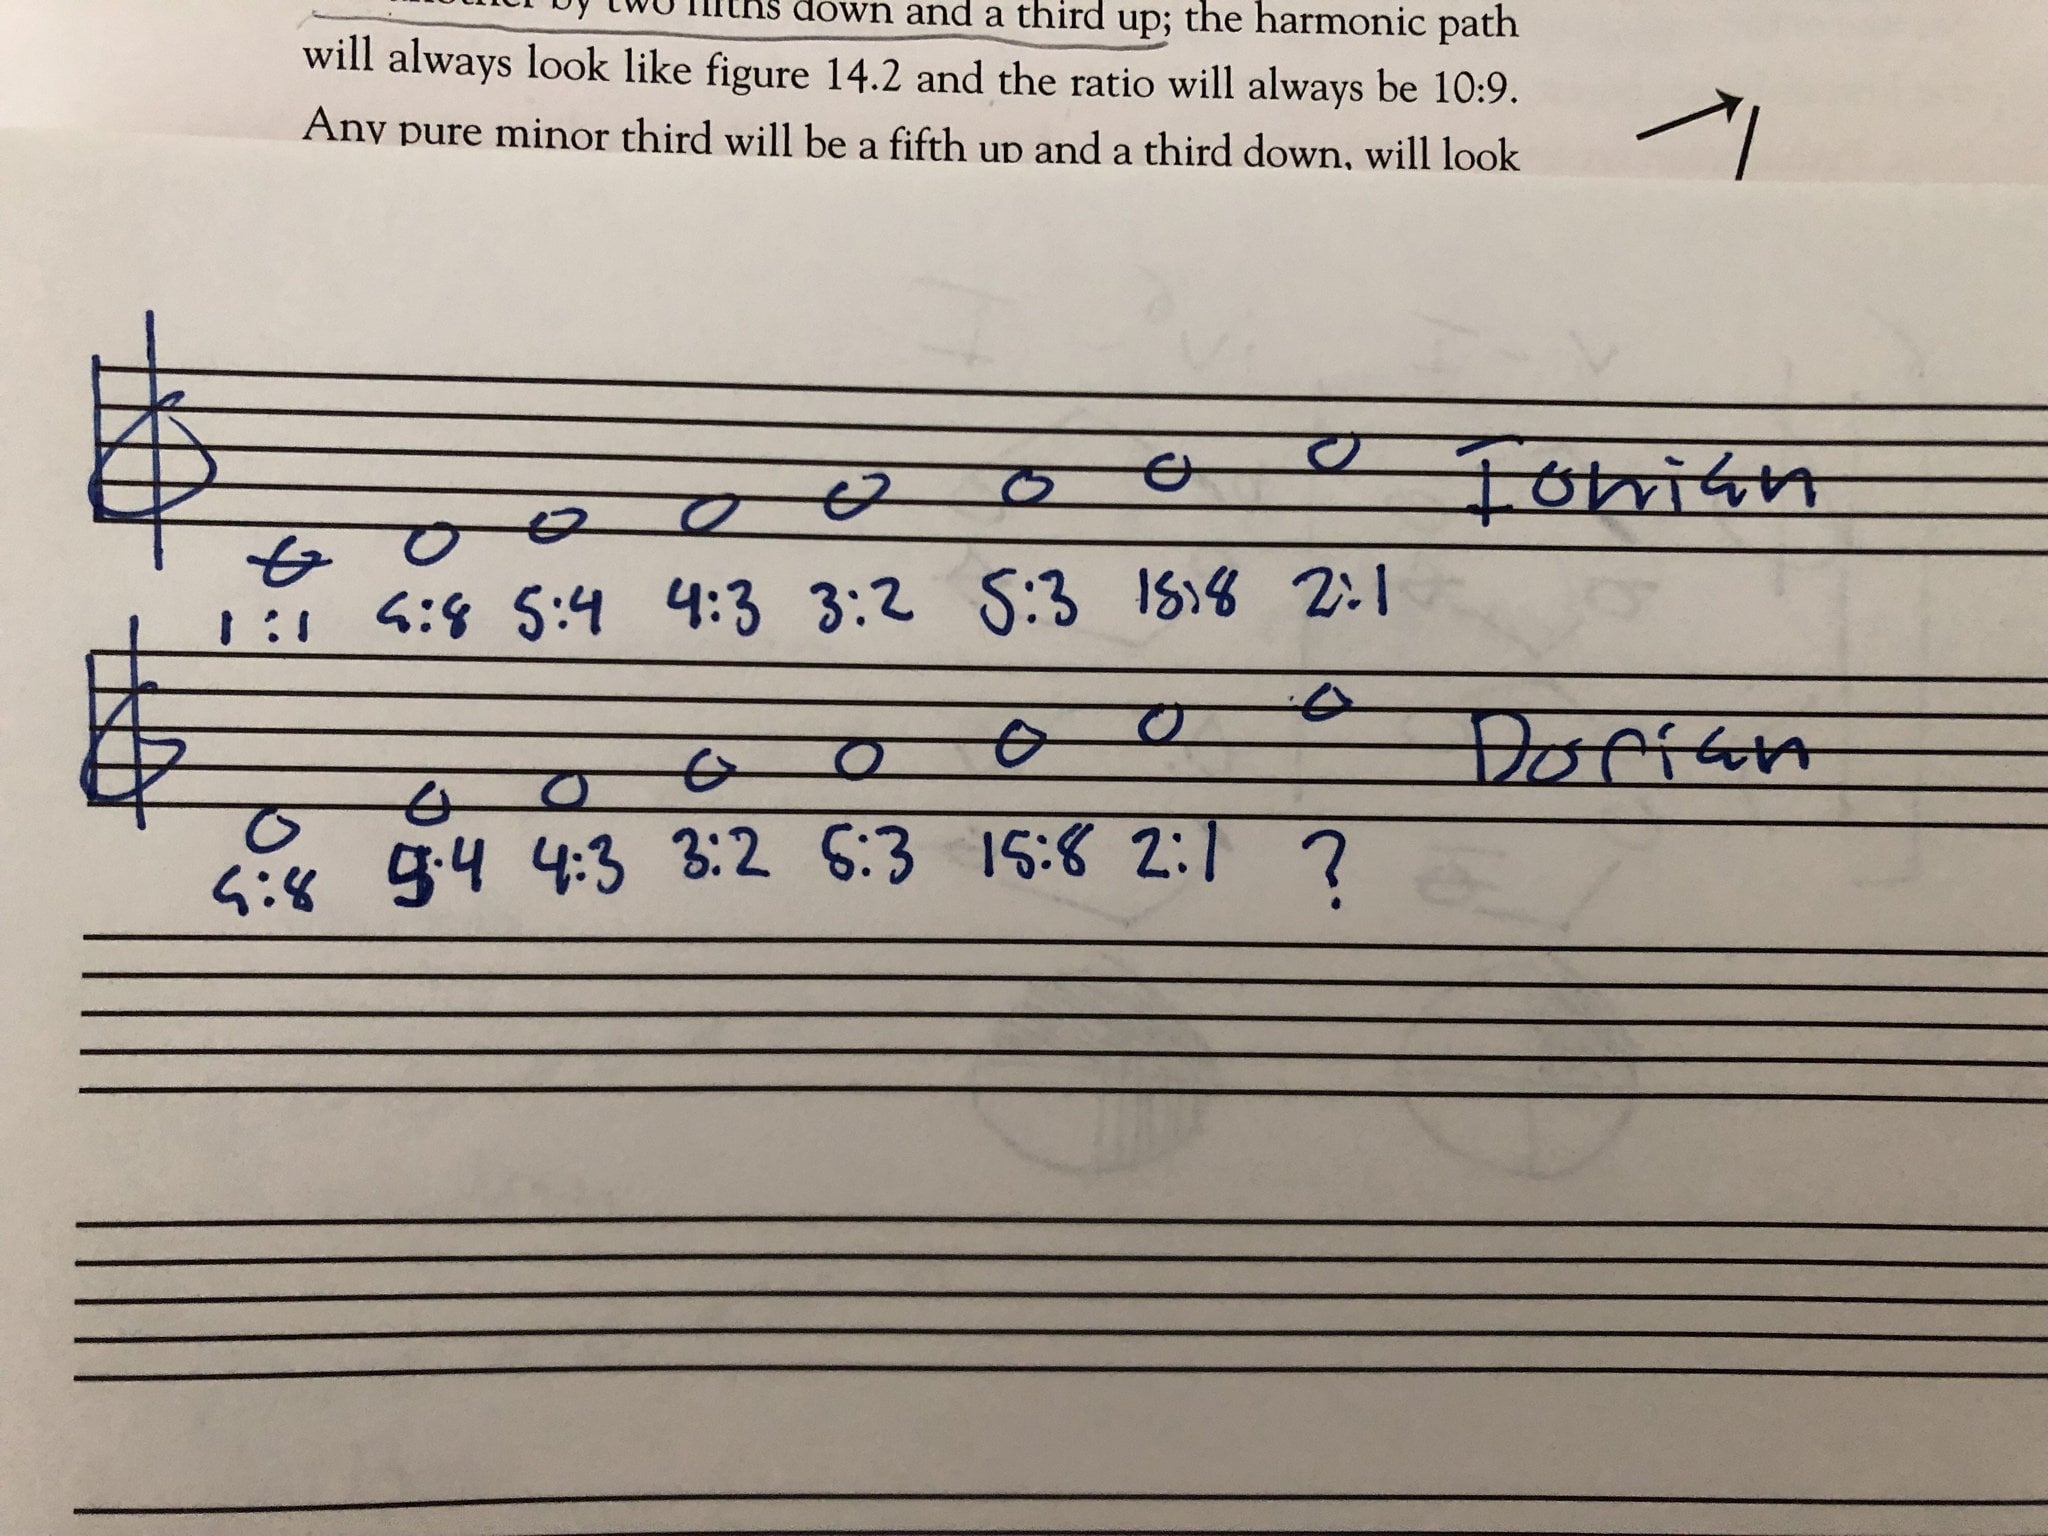 another by two fifths down and a third up; the harmonic path
will always look like figure 14.2 and the ratio will always be 10:9.
Any pure minor third will be a fifth up and a third down, will look
Ionian
1:1 9:8 5:4 4:3 3:2 5:3 15:8 2:1
Dorian
9:8 5:4 4:3 3:2 5:3 15:8 2:1 ?